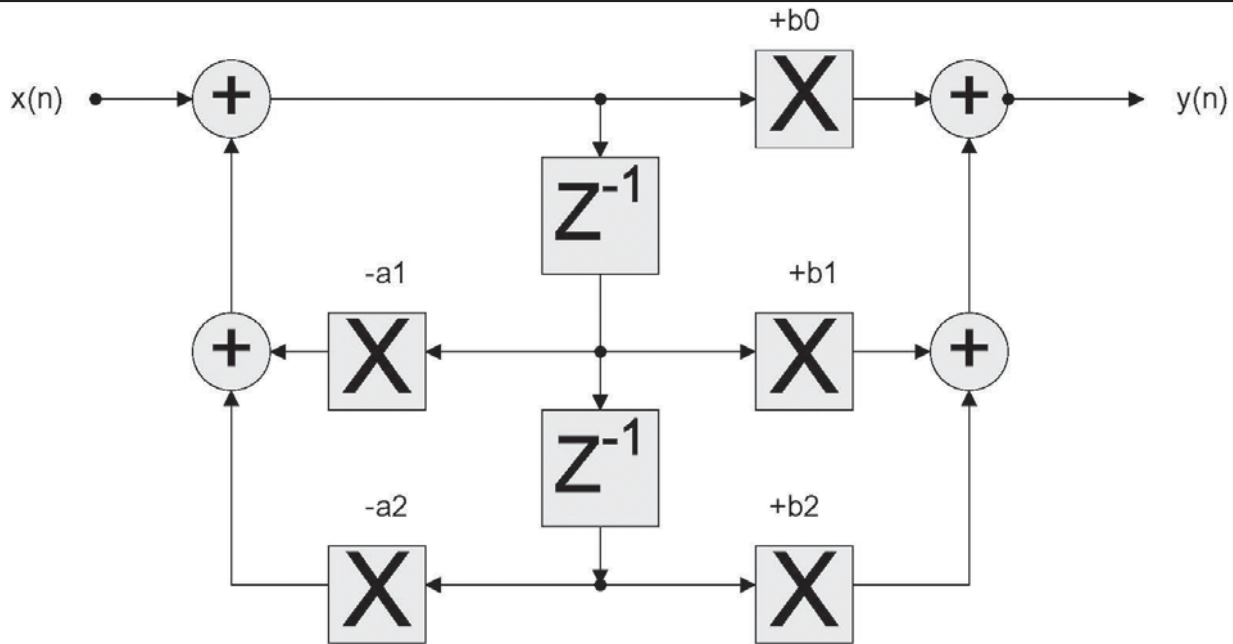 +b0
x(n) + X + y(n)
Z-1
-a1 +b1
+ X X +
Z-1
-a2 +b2
X X